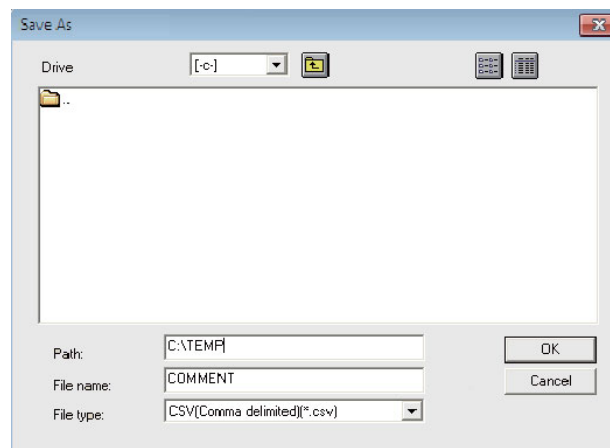 Save As
Drive [-c-]
..
Path: C:\TEMP
File name: COMMENT
File type: CSV(Comma delimited)(*.csv)
OK
Cancel